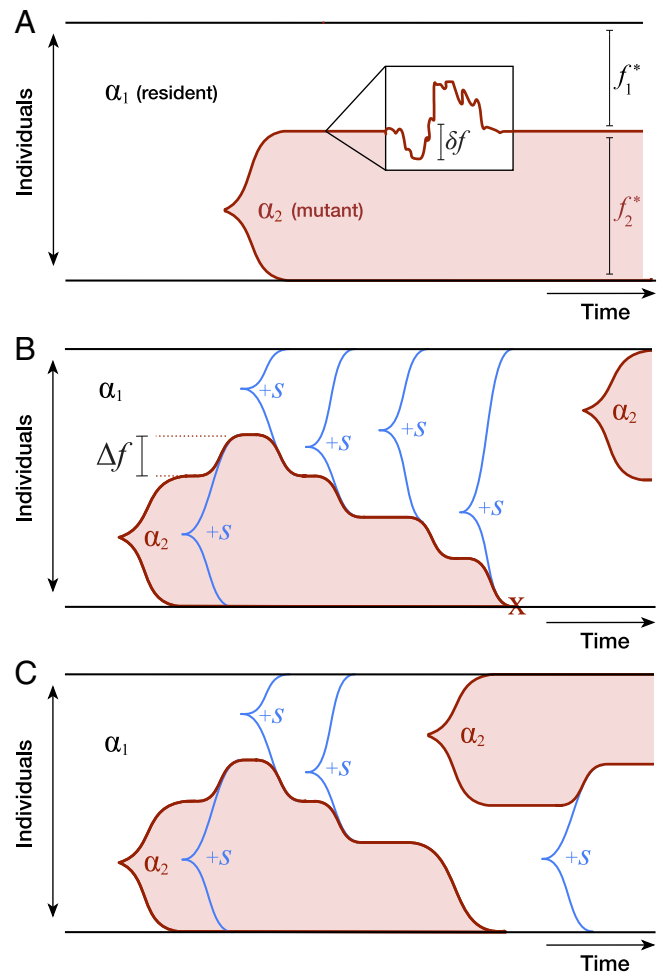 A
Individuals
α1 (resident)
δf
f1*
α2 (mutant)
f2*
Time
B
Individuals
α1
+s
+s
+s
α2
Δf
+s
α2
+s
Time
C
Individuals
α1
+s
α2
+s
α2
+s
+s
Time